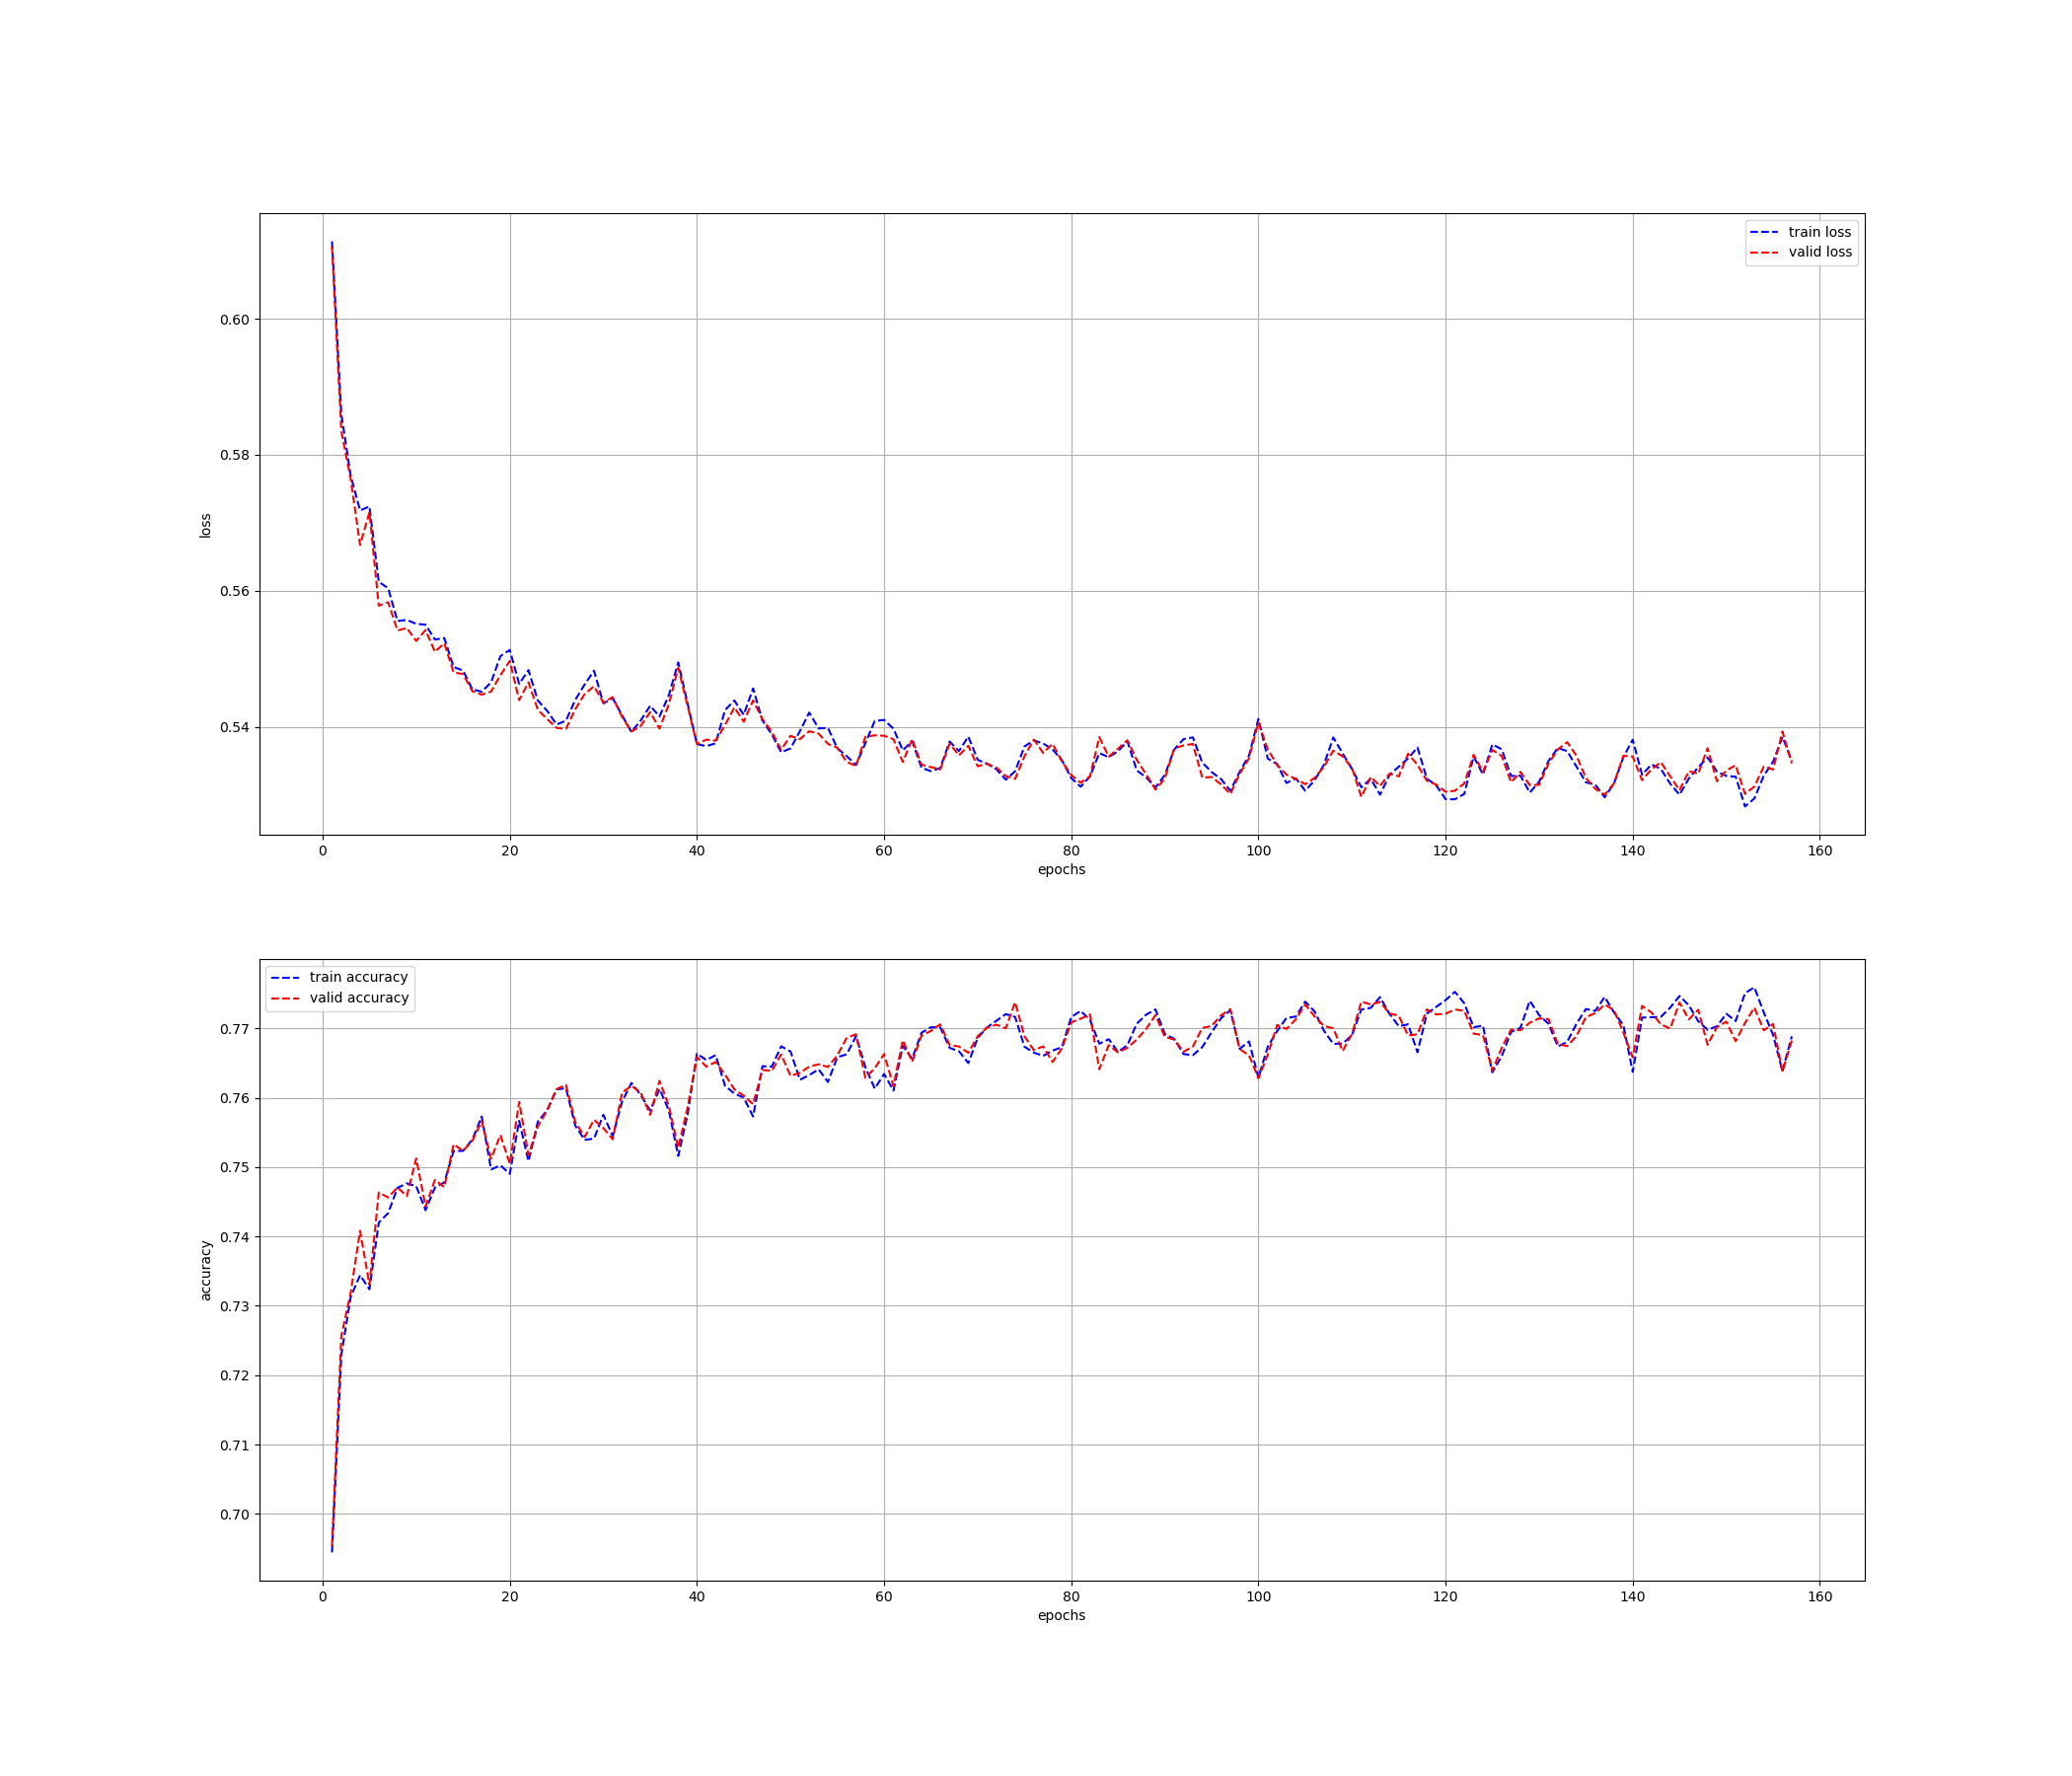 train loss
valid loss
0.60
0.58
0.56
0.54
loss
0 20 40 60 80 100 120 140 160
epochs
train accuracy
valid accuracy
0.77
0.76
0.75
0.74
0.73
0.72
0.71
0.70
accuracy
0 20 40 60 80 100 120 140 160
epochs